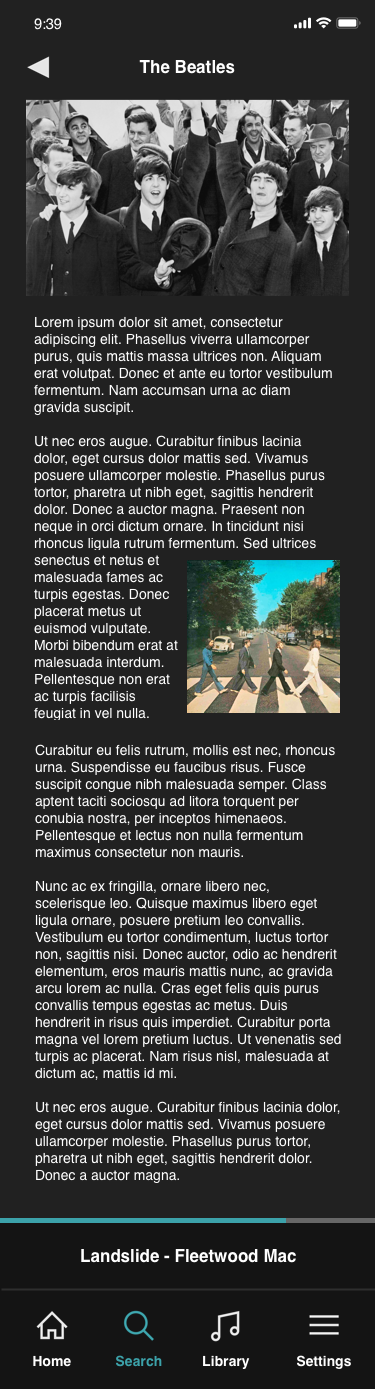 9:39
The Beatles
Lorem ipsum dolor sit amet, consectetur
adipiscing elit. Phasellus viverra ullamcorper
purus, quis mattis massa ultrices non. Aliquam
erat volutpat. Donec et ante eu tortor vestibulum
fermentum. Nam accumsan urna ac diam
gravida suscipit.
Ut nec eros augue. Curabitur finibus lacinia
dolor, eget cursus dolor mattis sed. Vivamus
posuere ullamcorper molestie. Phasellus purus
tortor, pharetra ut nibh eget, sagittis hendrerit
dolor. Donec a auctor magna. Praesent non
neque in orci dictum ornare. In tincidunt nisi
rhoncus ligula rutrum fermentum. Sed ultrices
senectus et netus et
malesuada fames ac
turpis egestas. Donec
placerat metus ut
euismod vulputate.
Morbi bibendum erat at
malesuada interdum.
Pellentesque non erat
ac turpis facilisis
feugiat in vel nulla.
Curabitur eu felis rutrum, mollis est nec, rhoncus
urna. Suspendisse eu faucibus risus. Fusce
suscipit congue nibh malesuada semper. Class
aptent taciti sociosqu ad litora torquent per
conubia nostra, per inceptos himenaeos.
Pellentesque et lectus non nulla fermentum
maximus consectetur non mauris.
Nunc ac ex fringilla, ornare libero nec,
scelerisque leo. Quisque maximus libero eget
ligula ornare, posuere pretium leo convallis.
Vestibulum eu tortor condimentum, luctus tortor
non, sagittis nisi. Donec auctor, odio ac hendrerit
elementum, eros mauris mattis nunc, ac gravida
arcu lorem ac nulla. Cras eget felis quis purus
convallis tempus egestas ac metus. Duis
hendrerit in risus quis imperdiet. Curabitur porta
magna vel lorem pretium luctus. Ut venenatis sed
turpis ac placerat. Nam risus nisl, malesuada at
dictum ac, mattis id mi.
Ut nec eros augue. Curabitur finibus lacinia dolor,
eget cursus dolor mattis sed. Vivamus posuere
ullamcorper molestie. Phasellus purus tortor,
pharetra ut nibh eget, sagittis hendrerit dolor.
Donec a auctor magna.
Landslide - Fleetwood Mac
Home
Search
Library
Settings